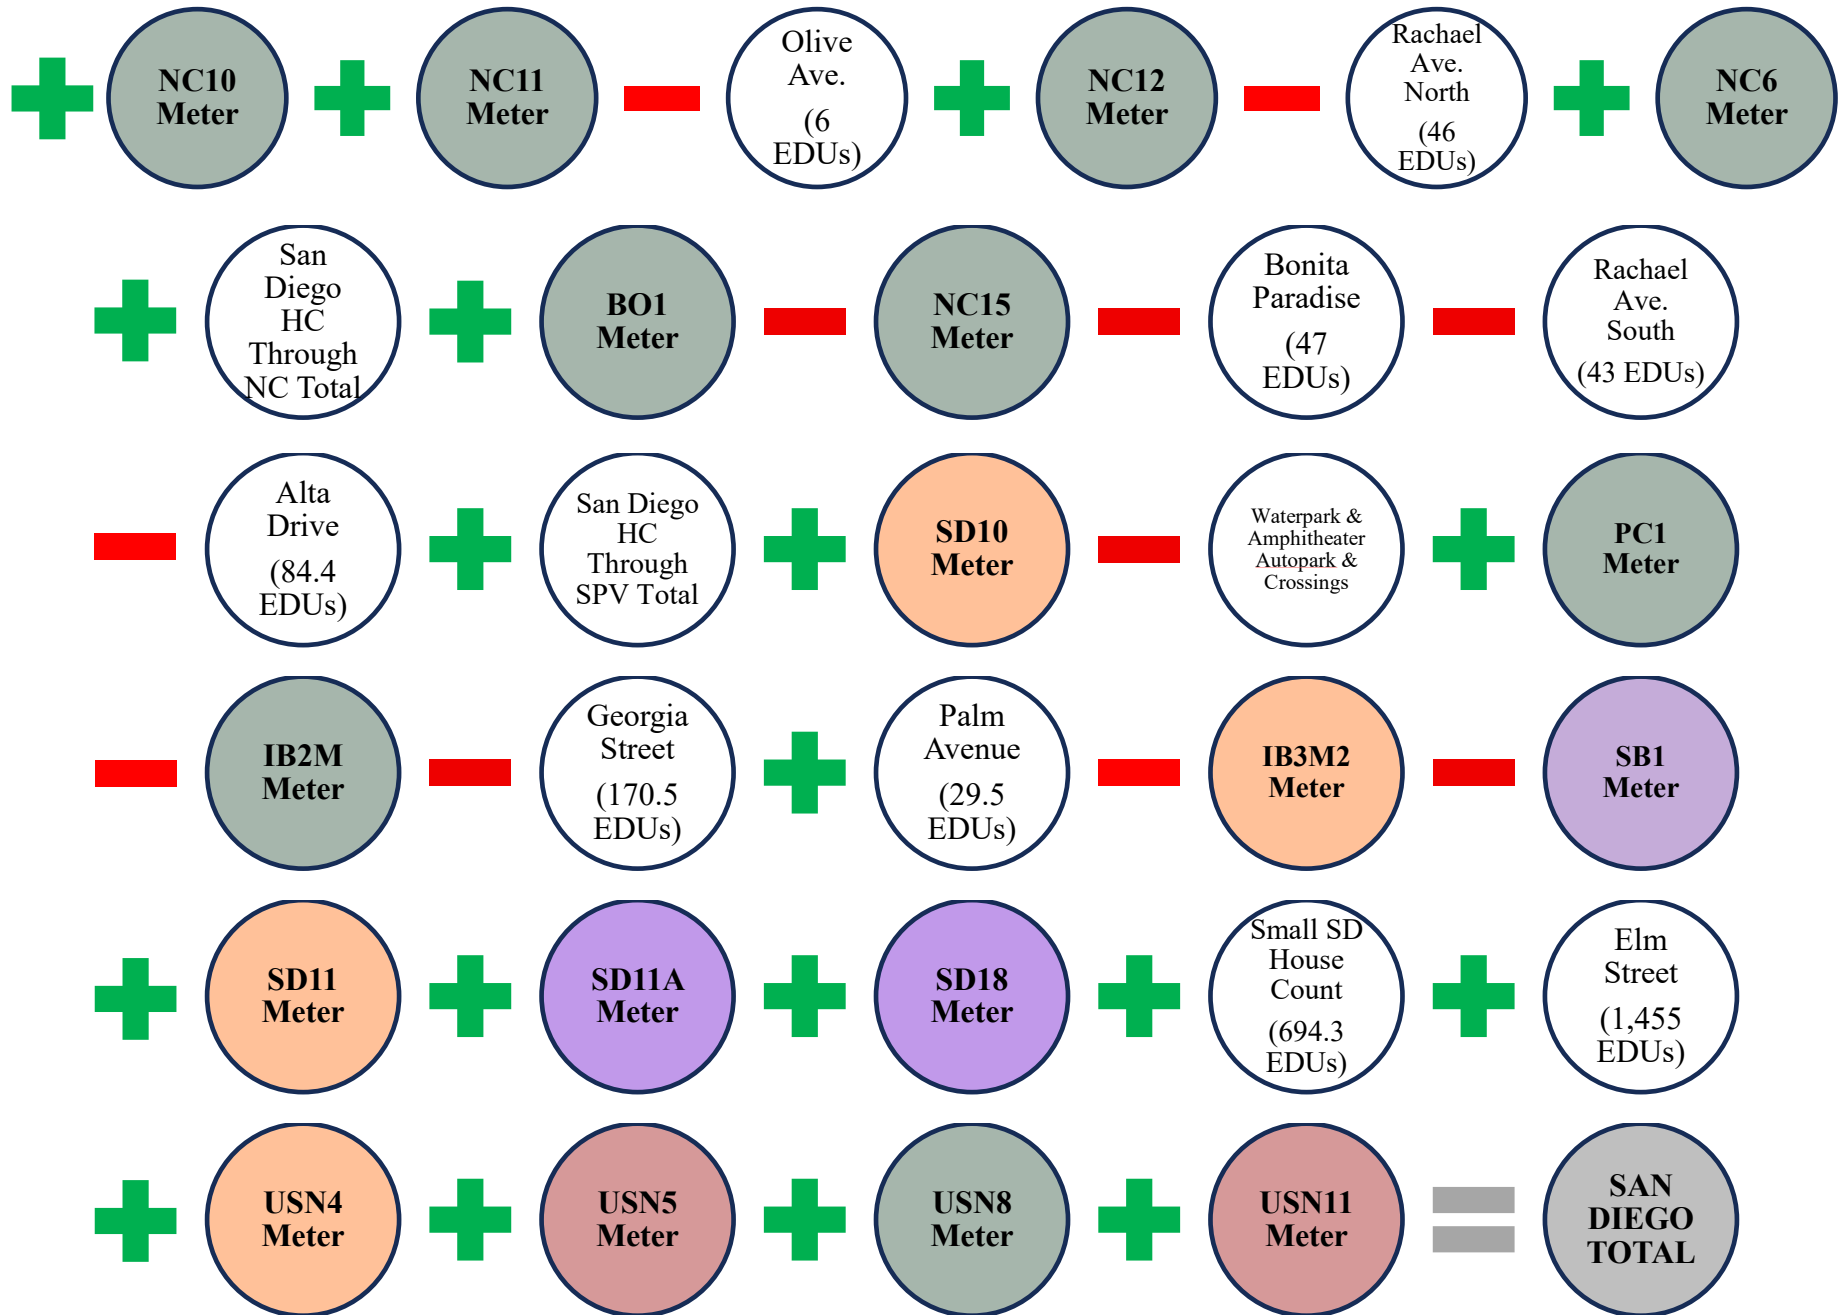 NC10
Meter
NC11
Meter
Olive
Ave.
(6
EDUs)
NC12
Meter
Rachael
Ave.
North
(46
EDUs)
NC6
Meter
San
Diego
HC
Through
NC Total
BO1
Meter
NC15
Meter
Bonita
Paradise
(47
EDUs)
Rachael
Ave.
South
(43 EDUs)
Alta
Drive
(84.4
EDUs)
San Diego
HC
Through
SPV Total
SD10
Meter
Waterpark &
Amphitheater
Autopark &
Crossings
PC1
Meter
IB2M
Meter
Georgia
Street
(170.5
EDUs)
Palm
Avenue
(29.5
EDUs)
IB3M2
Meter
SB1
Meter
SD11
Meter
SD11A
Meter
SD18
Meter
Small SD
House
Count
(694.3
EDUs)
Elm
Street
(1,455
EDUs)
USN4
Meter
USN5
Meter
USN8
Meter
USN11
Meter
SAN
DIEGO
TOTAL